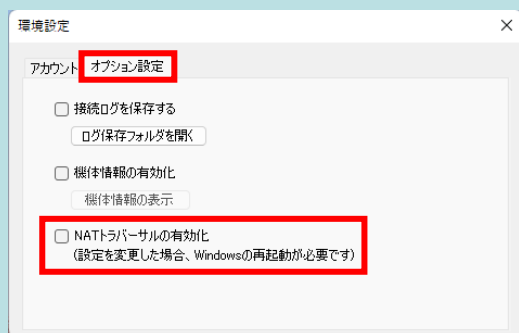 環境設定
アカウント オプション設定
接続ログを保存する
ログ保存フォルダを開く
機体情報の有効化
機体情報の表示
NATトラバーサルの有効化
(設定を変更した場合、Windowsの再起動が必要です)